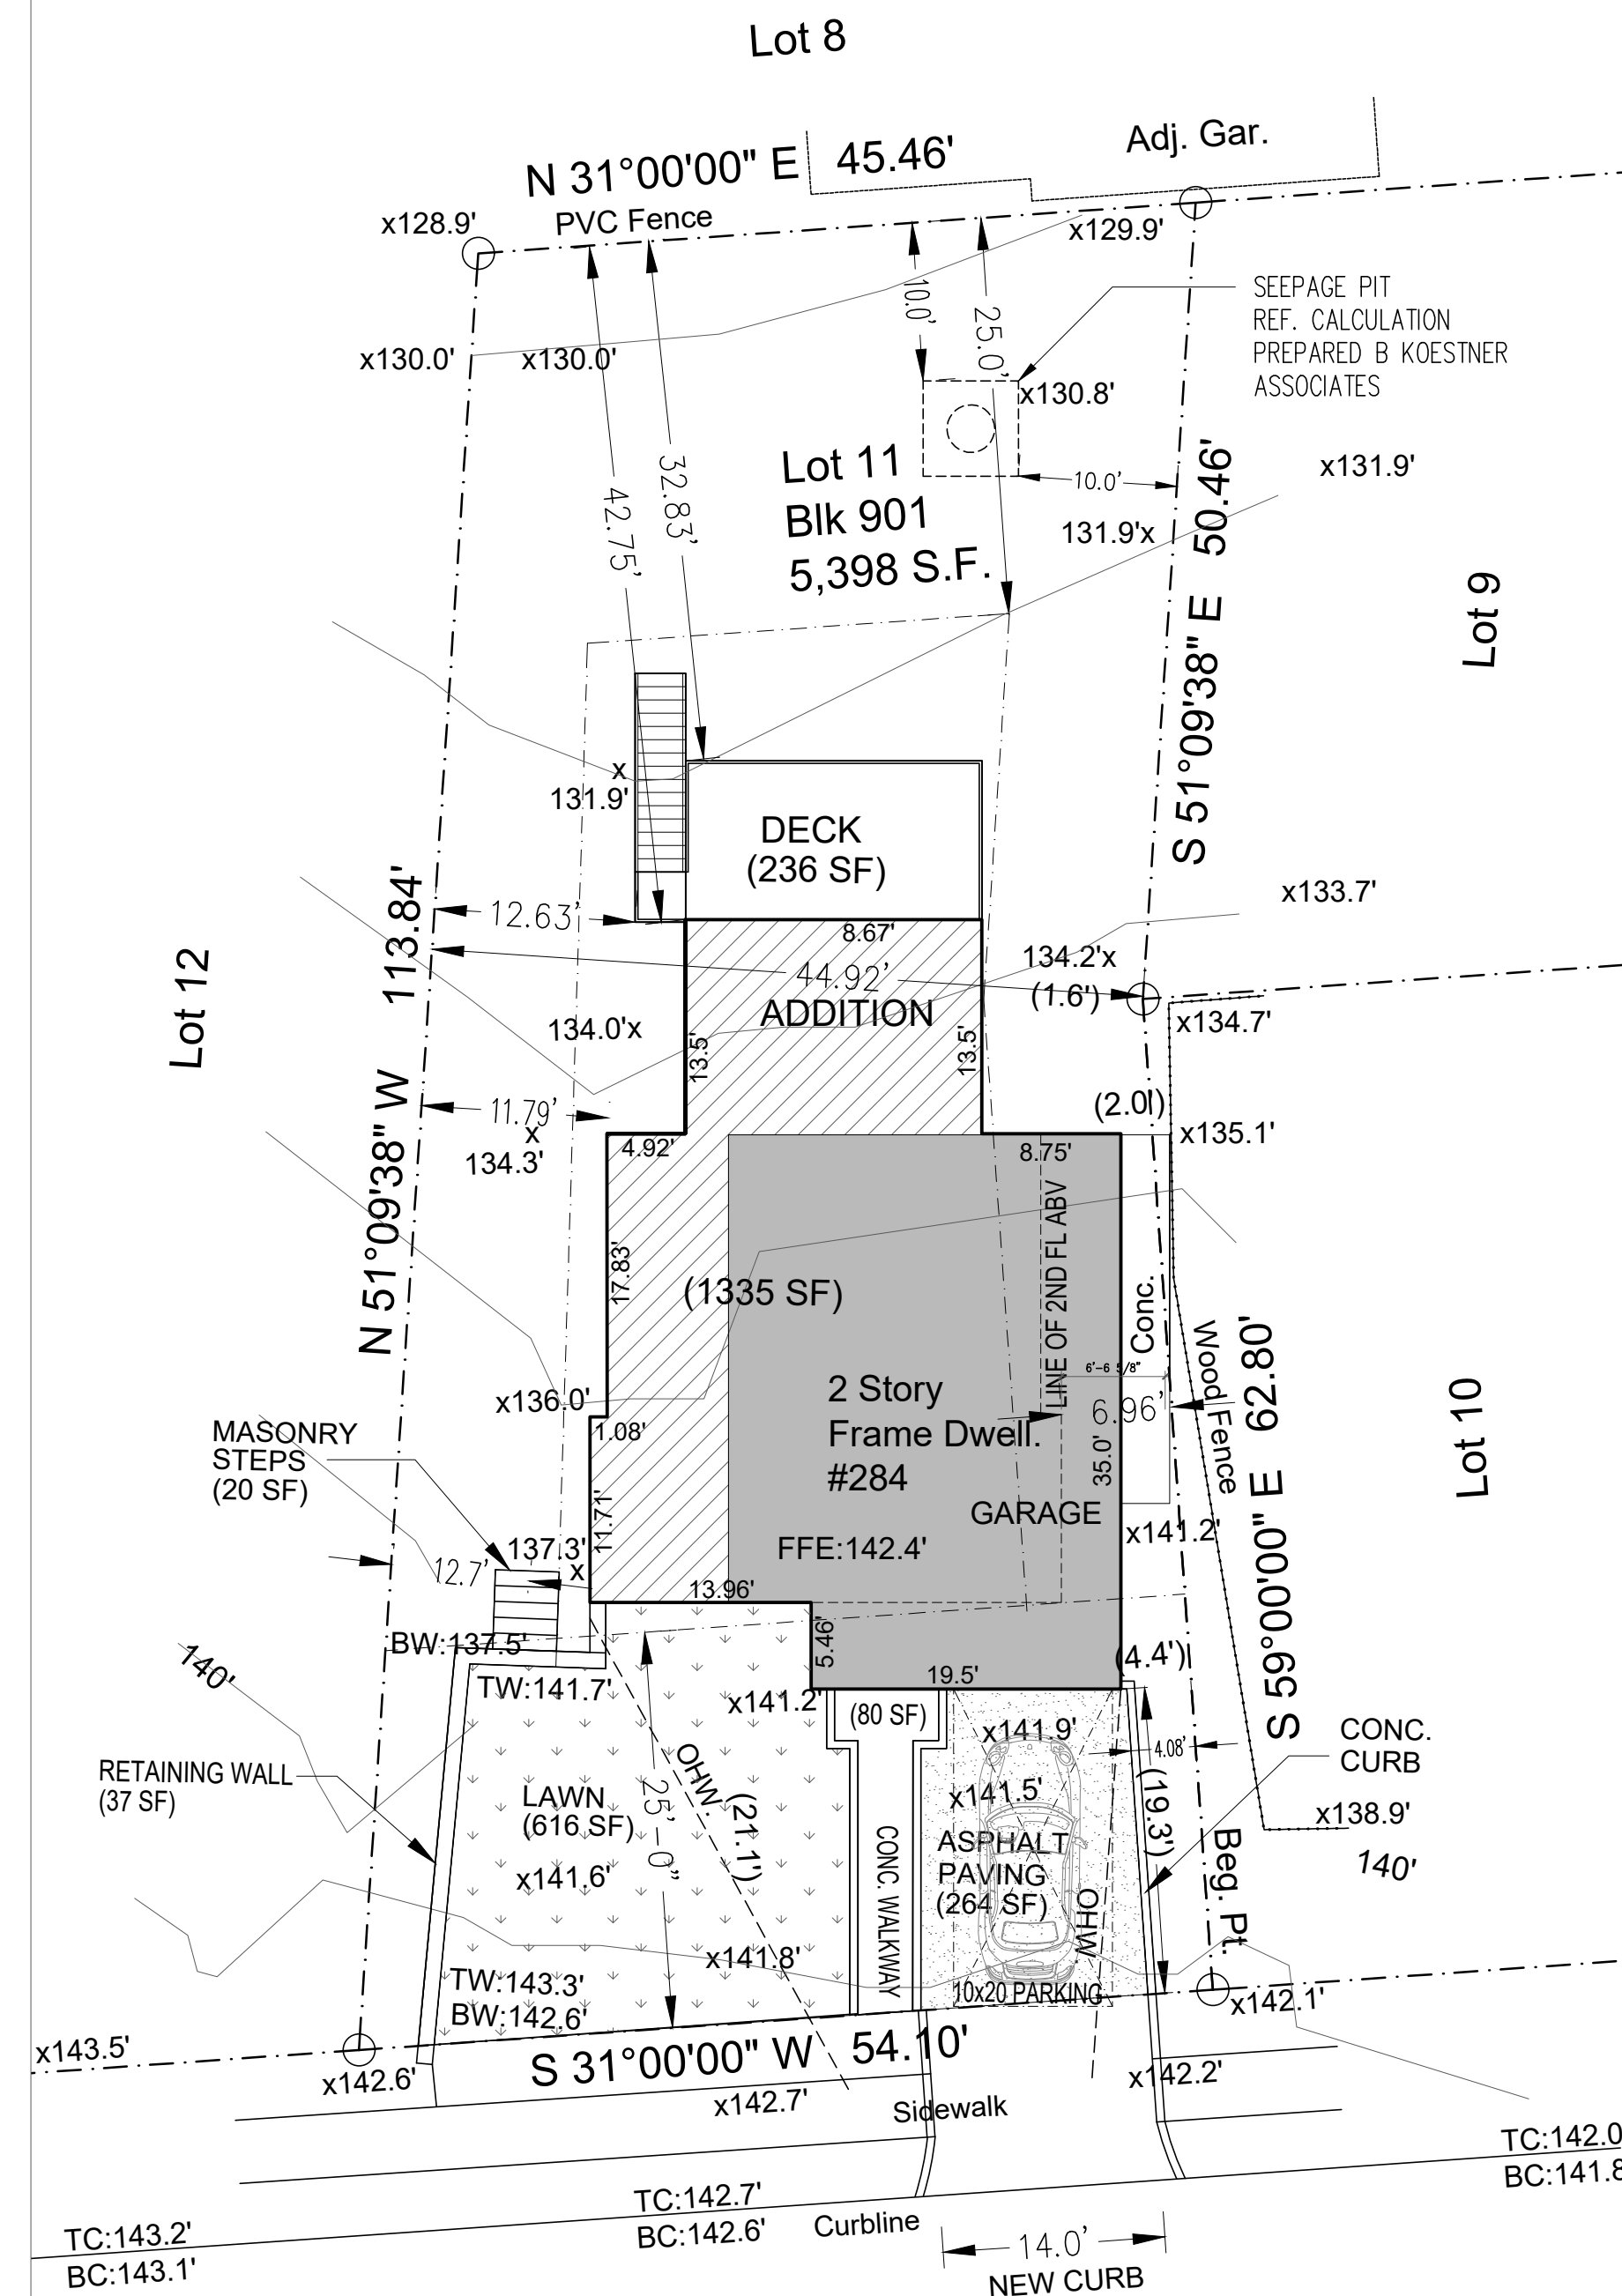 Lot 8
Adj. Gar.
N 31°00'00" E 45.46'
PVC Fence
x128.9'
x129.9'
10.0'
25.0'
SEEPAGE PIT
REF. CALCULATION
PREPARED B KOESTNER
ASSOCIATES
x130.0'
x130.0'
x130.8'
32.83'
42.75'
Lot 11
Blk 901
5,398 S.F.
10.0'
x131.9'
131.9'x
S 51°09'38" E 50.46'
Lot 9
x
131.9'
DECK
(236 SF)
x133.7'
12.63'
8.67'
44.92'
134.2'x
(1.6')
ADDITION
N 51°09'38" W 113.84'
Lot 12
134.0'x
13.5'
13.5'
x134.7'
11.79'
x
134.3'
(2.0')
x135.1'
4.92'
8.75'
LINE OF 2ND FL ABV
17.83'
(1335 SF)
Conc.
Wood Fence
6'-6 5/8"
6.96'
35.0'
S 59°00'00" E 62.80'
Lot 10
x136.0'
2 Story
Frame Dwell.
#284
1.08'
MASONRY
STEPS
(20 SF)
11.71'
GARAGE
x141.2'
FFE:142.4'
137.3'
x
12.7'
13.96'
5.46'
19.5'
(4.4')
BW:137.5'
140'
TW:141.7'
x141.2'
(80 SF)
x141.9'
4.08'
CONC.
CURB
RETAINING WALL
(37 SF)
OHW.
25'-0"
(21.1')
LAWN
(616 SF)
x141.5'
(19.3')
x138.9'
140'
x141.6'
CONC. WALKWAY
ASPHALT
PAVING
(264 SF)
OHW.
Beg. Pt.
x141.8'
TW:143.3'
BW:142.6'
10x20 PARKING
x142.1'
x143.5'
S 31°00'00" W 54.10'
x142.6'
x142.7'
x142.2'
Sidewalk
TC:142.0
BC:141.8
TC:142.7'
BC:142.6'
Curbline
TC:143.2'
BC:143.1'
14.0'
NEW CURB